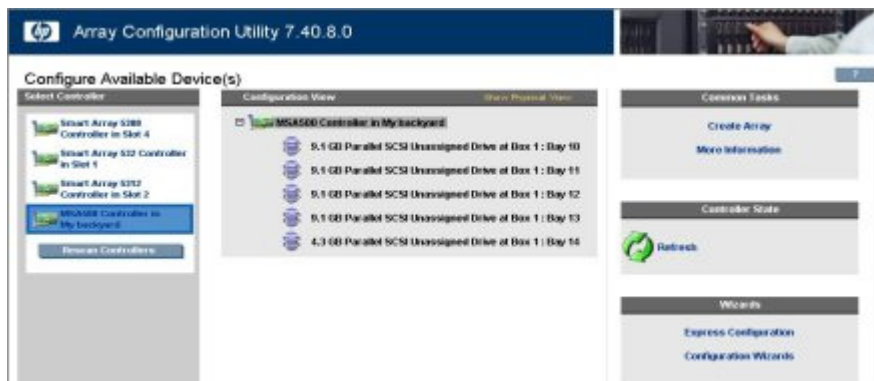 hp Array Configuration Utility 7.40.8.0
Configure Available Device(s)
?
Select Controller
Smart Array 5300
Controller in Slot 4
Smart Array 532 Controller
in Slot 1
Smart Array 5312
Controller in Slot 2
MSA500 Controller in
My backyard
Rescan Controllers
Configuration View
Show Physical View
MSA500 Controller in My backyard
9.1 GB Parallel SCSI Unassigned Drive at Box 1 : Bay 10
9.1 GB Parallel SCSI Unassigned Drive at Box 1 : Bay 11
9.1 GB Parallel SCSI Unassigned Drive at Box 1 : Bay 12
9.1 GB Parallel SCSI Unassigned Drive at Box 1 : Bay 13
4.3 GB Parallel SCSI Unassigned Drive at Box 1 : Bay 14
Common Tasks
Create Array
More Information
Controller State
Refresh
Wizards
Express Configuration
Configuration Wizards